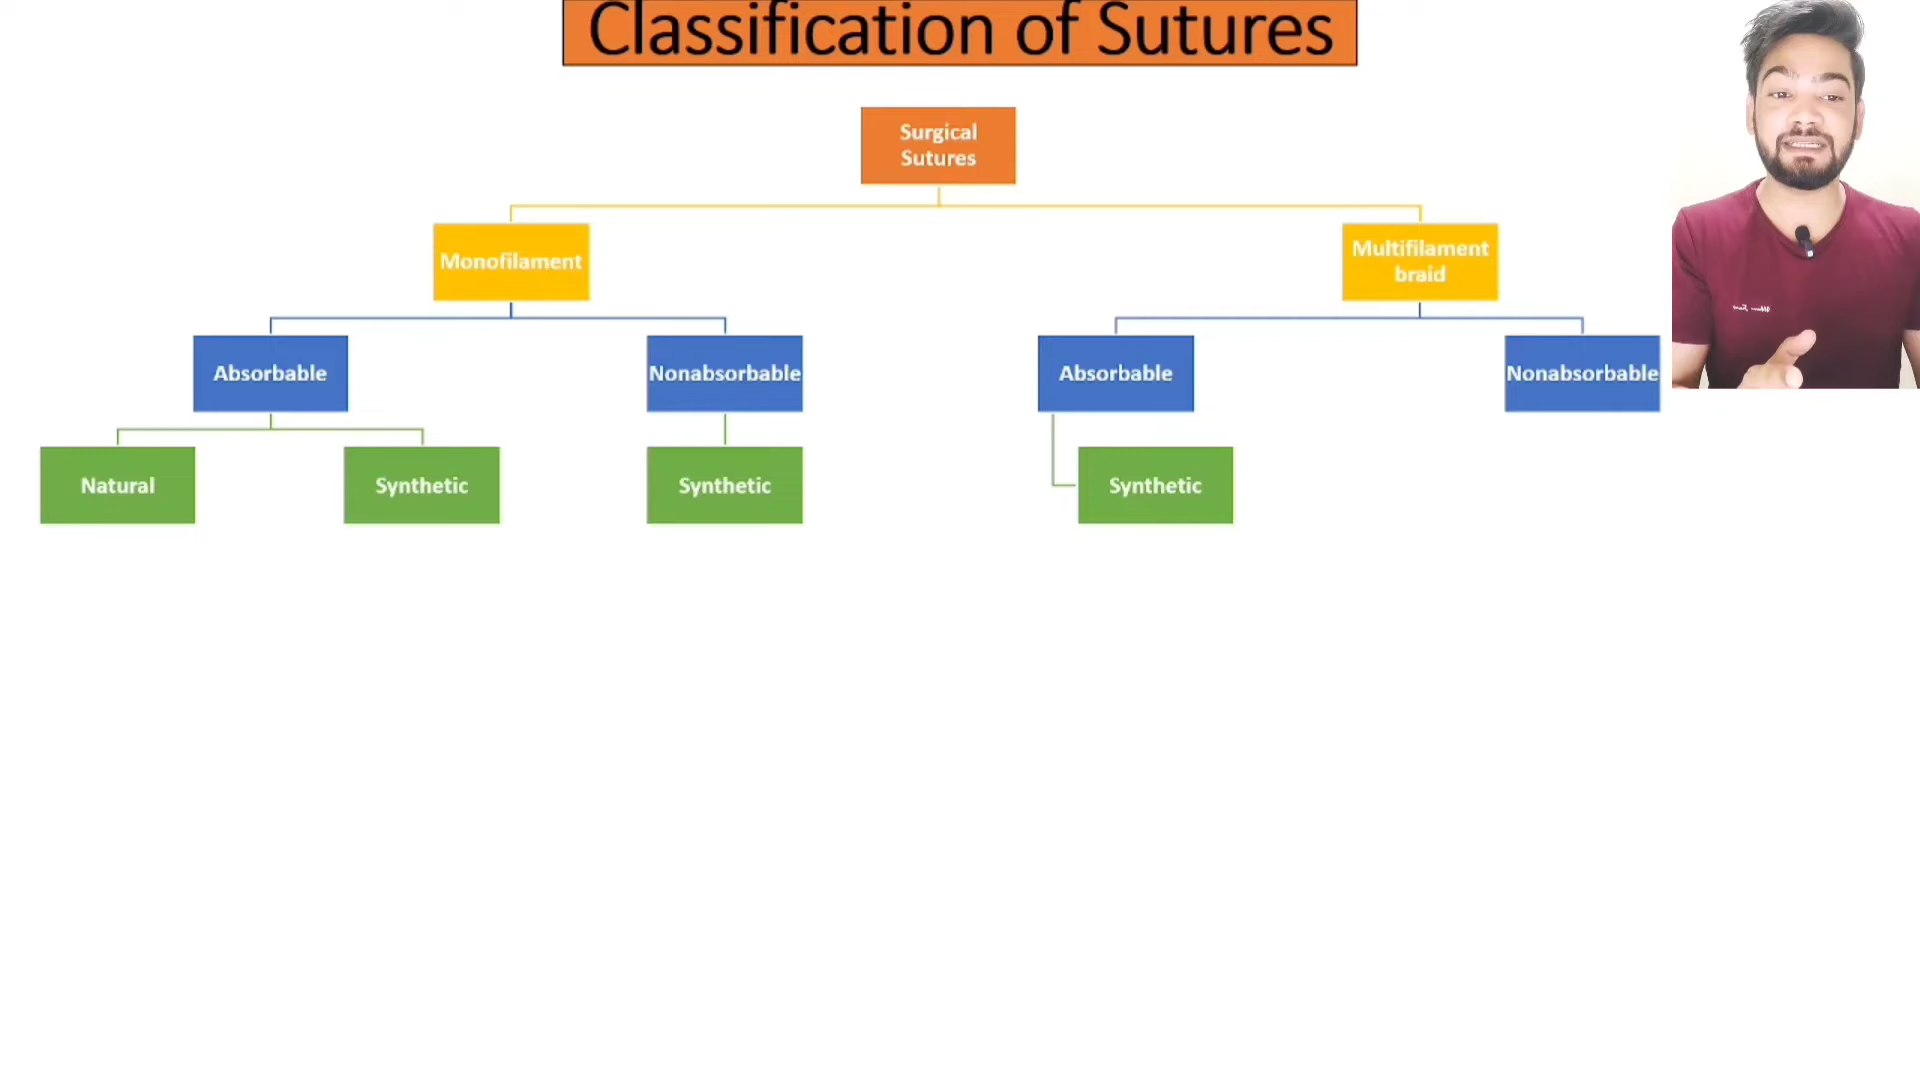 Classification of Sutures
Surgical
Sutures
Monofilament
Multifilament
braid
Absorbable
Nonabsorbable
Absorbable
Nonabsorbable
Natural
Synthetic
Synthetic
Synthetic